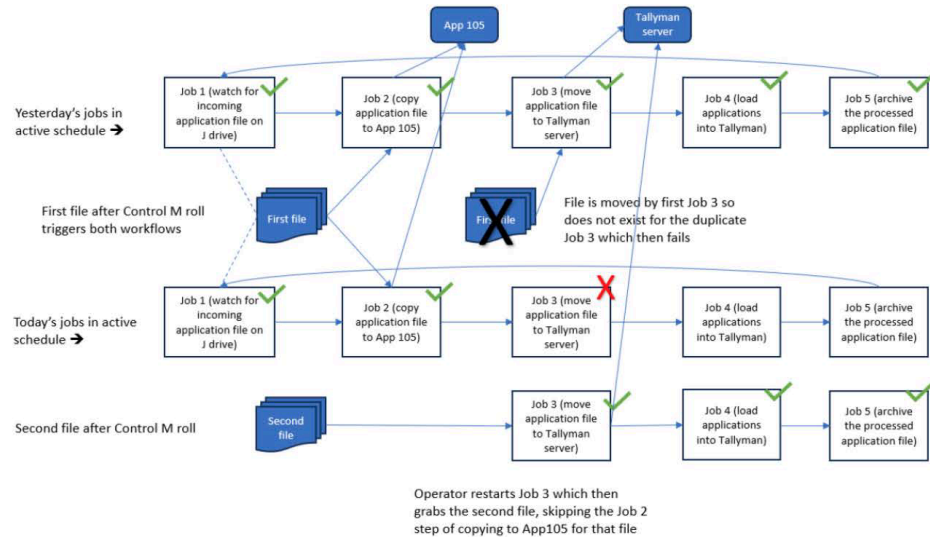 App 105
Tallyman
server
Yesterday's jobs in
active schedule →
Job 1 (watch for
incoming
application file on
J drive)
Job 2 (copy
application file
to App 105)
Job 3 (move
application file
to Tallyman
server)
Job 4 (load
applications
into Tallyman)
Job 5 (archive
the processed
application file)
First file after Control M roll
triggers both workflows
First file
First file
File is moved by first Job 3 so
does not exist for the duplicate
Job 3 which then fails
Today's jobs in active
schedule →
Job 1 (watch for
incoming
application file on
J drive)
Job 2 (copy
application file
to App 105)
Job 3 (move
application file
to Tallyman
server)
Job 4 (load
applications
into Tallyman)
Job 5 (archive
the processed
application file)
Second file after Control M roll
Second
file
Job 3 (move
application file
to Tallyman
server)
Job 4 (load
applications
into Tallyman)
Job 5 (archive
the processed
application file)
Operator restarts Job 3 which then
grabs the second file, skipping the Job 2
step of copying to App105 for that file